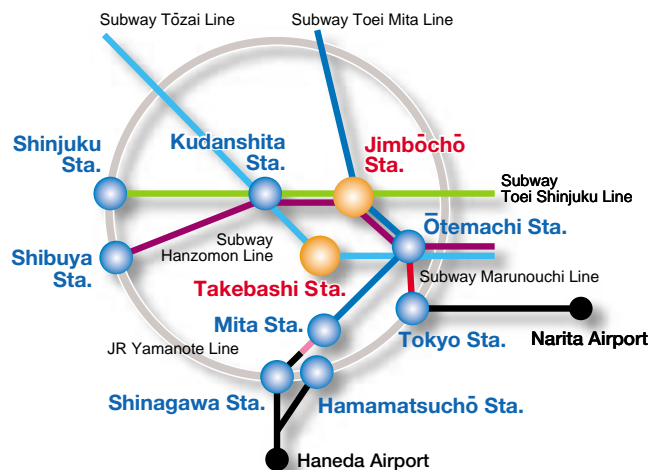 Subway Tōzai Line
Subway Toei Mita Line
Shinjuku
Sta.
Kudanshita
Sta.
Jimbōchō
Sta.
Subway
Toei Shinjuku Line
Ōtemachi Sta.
Shibuya
Sta.
Subway
Hanzomon Line
Takebashi Sta.
Subway Marunouchi Line
Mita Sta.
Tokyo Sta.
Narita Airport
JR Yamanote Line
Shinagawa Sta.
Hamamatsuchō Sta.
Haneda Airport